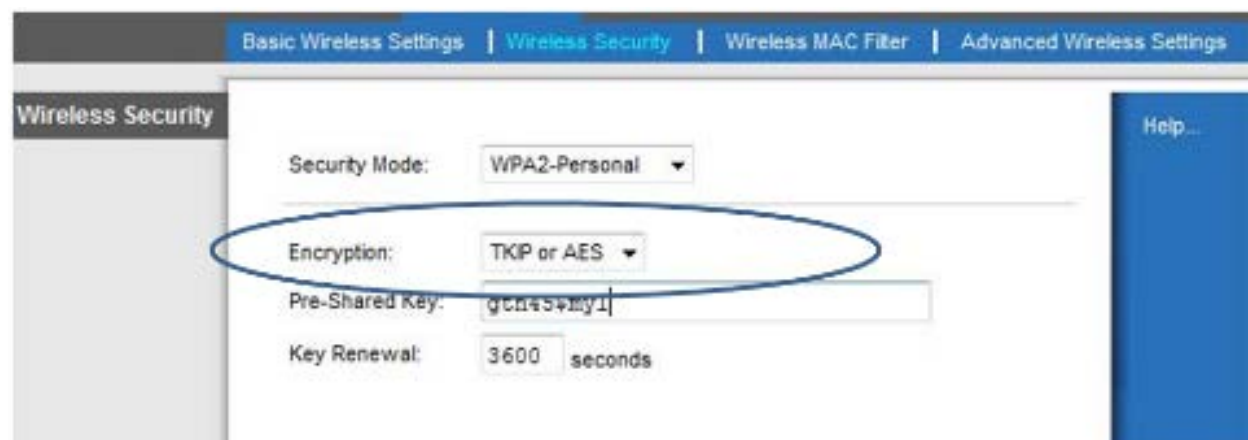 Basic Wireless Settings | Wireless Security | Wireless MAC Filter | Advanced Wireless Settings
Wireless Security
Help...
Security Mode: WPA2-Personal
Encryption: TKIP or AES
Pre-Shared Key:
Key Renewal: 3600 seconds